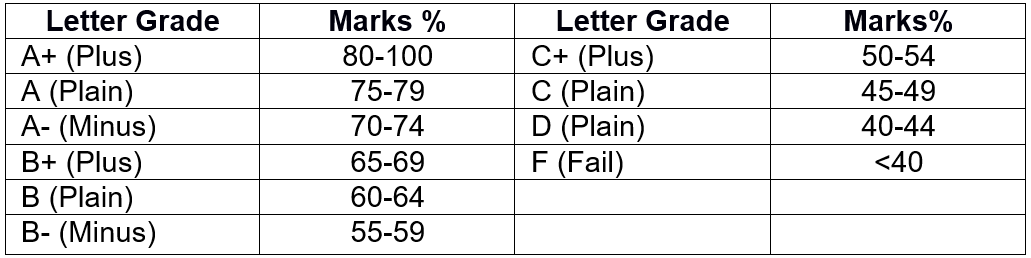 Letter Grade Marks % Letter Grade Marks%
A+ (Plus) 80-100 C+ (Plus) 50-54
A (Plain) 75-79 C (Plain) 45-49
A- (Minus) 70-74 D (Plain) 40-44
B+ (Plus) 65-69 F (Fail) <40
B (Plain) 60-64
B- (Minus) 55-59